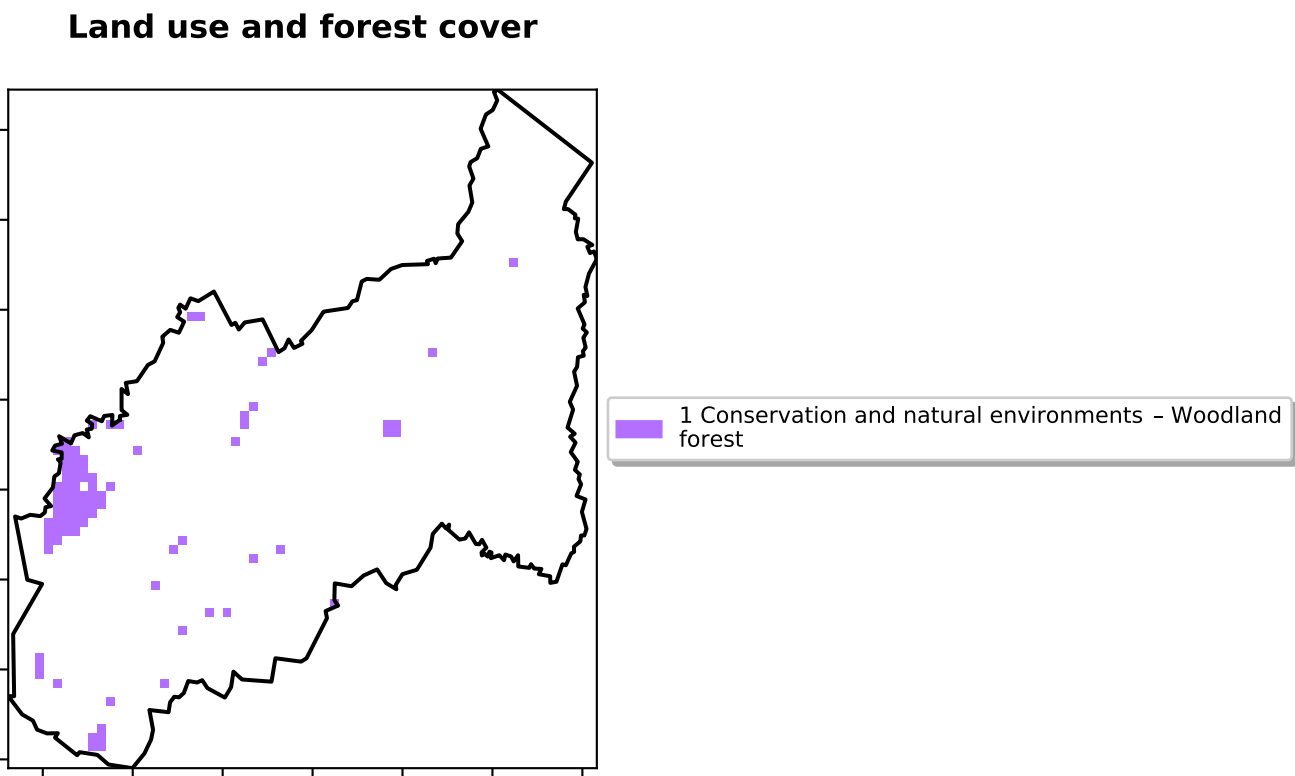 Land use and forest cover
1 Conservation and natural environments – Woodland
forest